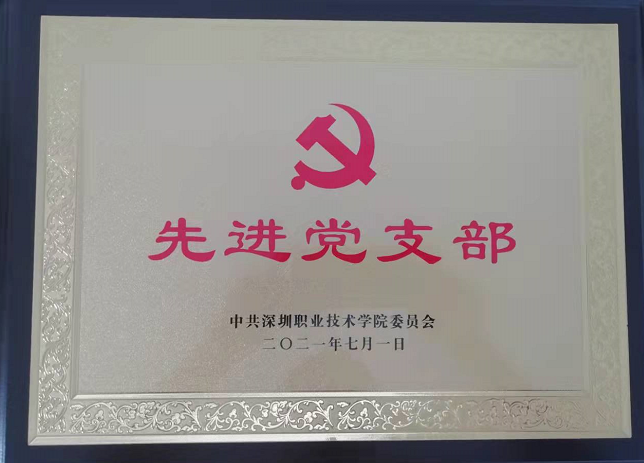 先进党支部
中共深圳职业技术学院委员会
二〇二一年七月一日